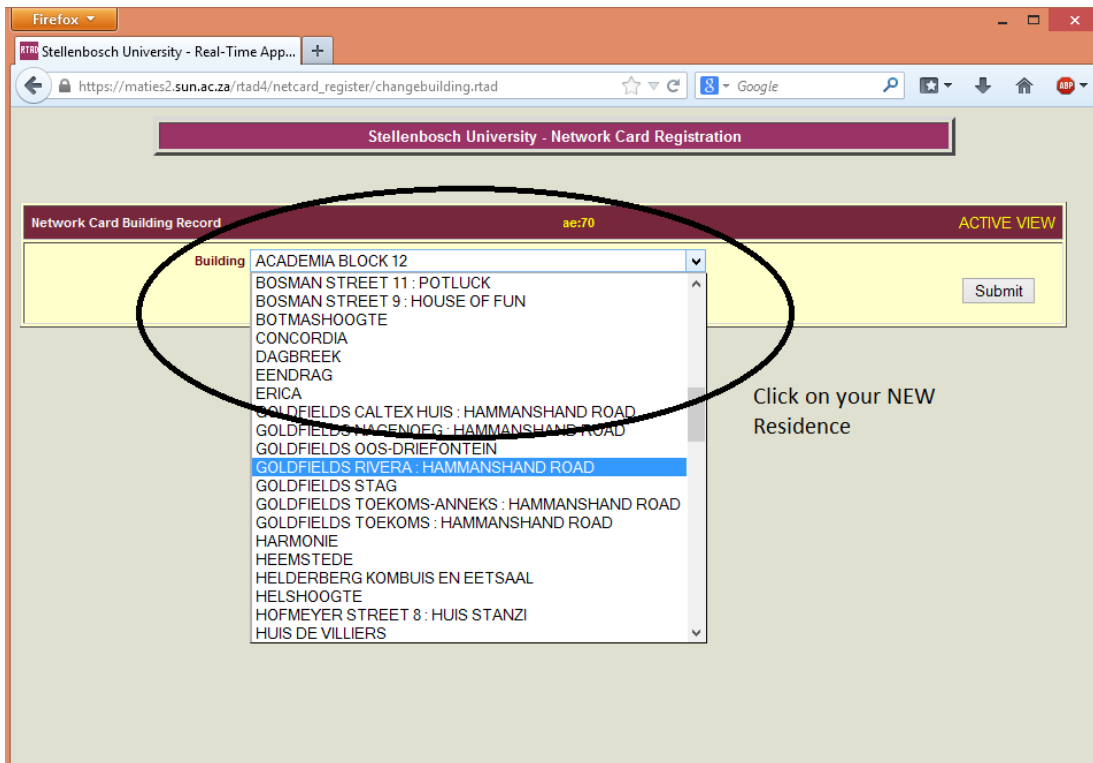 Firefox
RTAD Stellenbosch University - Real-Time App... +
https://maties2.sun.ac.za/rtad4/netcard_register/changebuilding.rtad 8 Google ABP
Stellenbosch University - Network Card Registration
Network Card Building Record ae:70 ACTIVE VIEW
Building ACADEMIA BLOCK 12
BOSMAN STREET 11 : POTLUCK
Submit
BOSMAN STREET 9 : HOUSE OF FUN
BOTMASHOOGTE
CONCORDIA
DAGBREEK
EENDRAG
ERICA
GOLDFIELDS CALTEX HUIS : HAMMANSHAND ROAD
GOLDFIELDS NAGENOEG : HAMMANSHAND ROAD
GOLDFIELDS OOS-DRIEFONTEIN
GOLDFIELDS RIVERA : HAMMANSHAND ROAD
GOLDFIELDS STAG
GOLDFIELDS TOEKOMS-ANNEKS : HAMMANSHAND ROAD
GOLDFIELDS TOEKOMS : HAMMANSHAND ROAD
HARMONIE
HEEMSTEDE
HELDERBERG KOMBUIS EN EETSAAL
HELSHOOGTE
HOFMEYER STREET 8 : HUIS STANZI
HUIS DE VILLIERS
Click on your NEW
Residence